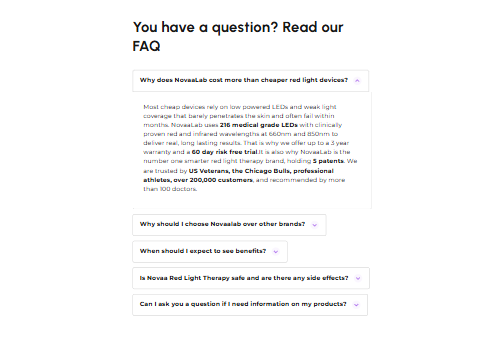 You have a question? Read our
FAQ
Why does NovaaLab cost more than cheaper red light devices?
Most cheap devices rely on low powered LEDs and weak light
coverage that barely penetrates the skin and often fail within
months. NovaaLab uses 216 medical grade LEDs with clinically
proven red and infrared wavelengths at 660nm and 850nm to
deliver real, long lasting results. That is why we offer up to a 3 year
warranty and a 60 day risk free trial.It is also why NovaaLab is the
number one smarter red light therapy brand, holding 5 patents. We
are trusted by US Veterans, the Chicago Bulls, professional
athletes, over 200,000 customers, and recommended by more
than 100 doctors.
Why should I choose Novaalab over other brands?
When should I expect to see benefits?
Is Novaa Red Light Therapy safe and are there any side effects?
Can I ask you a question if I need information on my products?